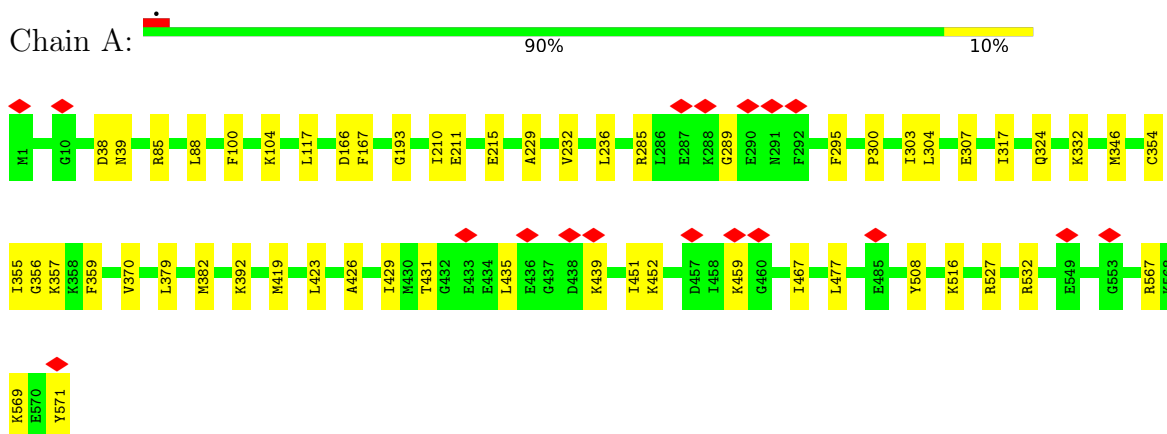 •
Chain A:
90% 10%
M1 G10 D38 N39 R85 L88 F100 K104 L117 D166 F167 G193 I210 E211 E215 A229 V232 L236 R285 L286 E287 K288 G289 E290 N291 F292 F295 P300 I303 L304 E307 I317 Q324 K332 M346 C354
I355 G356 K357 K358 F359 V370 L379 M382 K392 M419 L423 A426 I429 M430 T431 G432 E433 E434 L435 E436 G437 D438 K439 I451 K452 D457 I458 K459 G460 I467 L477 E485 Y508 K516 R527 R532 E549 G553 R567 K568
K569 E570 Y571